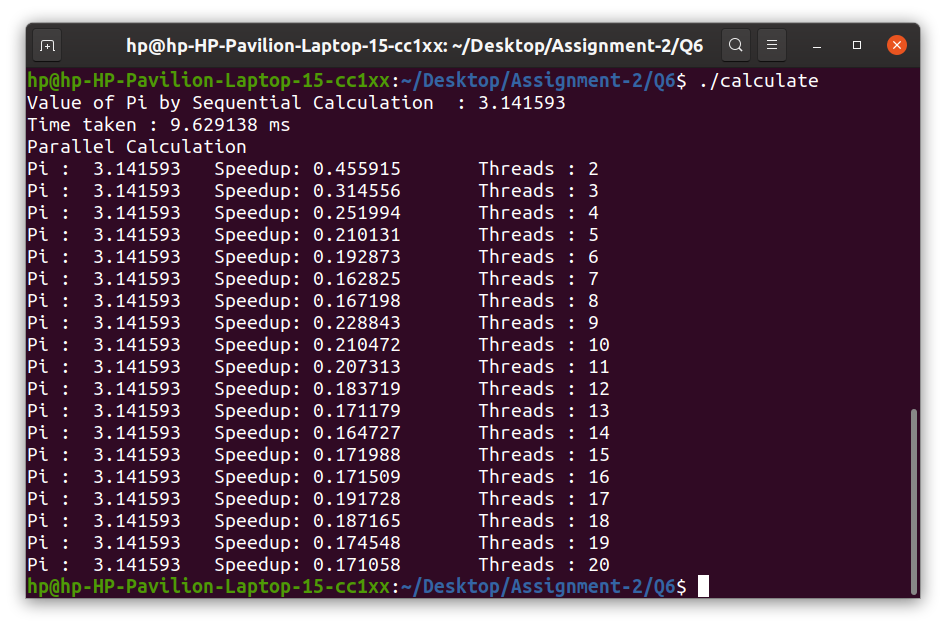 hp@hp-HP-Pavilion-Laptop-15-cc1xx: ~/Desktop/Assignment-2/Q6
hp@hp-HP-Pavilion-Laptop-15-cc1xx:~/Desktop/Assignment-2/Q6$ ./calculate
Value of Pi by Sequential Calculation  : 3.141593
Time taken : 9.629138 ms
Parallel Calculation
Pi :  3.141593   Speedup: 0.455915       Threads : 2
Pi :  3.141593   Speedup: 0.314556       Threads : 3
Pi :  3.141593   Speedup: 0.251994       Threads : 4
Pi :  3.141593   Speedup: 0.210131       Threads : 5
Pi :  3.141593   Speedup: 0.192873       Threads : 6
Pi :  3.141593   Speedup: 0.162825       Threads : 7
Pi :  3.141593   Speedup: 0.167198       Threads : 8
Pi :  3.141593   Speedup: 0.228843       Threads : 9
Pi :  3.141593   Speedup: 0.210472       Threads : 10
Pi :  3.141593   Speedup: 0.207313       Threads : 11
Pi :  3.141593   Speedup: 0.183719       Threads : 12
Pi :  3.141593   Speedup: 0.171179       Threads : 13
Pi :  3.141593   Speedup: 0.164727       Threads : 14
Pi :  3.141593   Speedup: 0.171988       Threads : 15
Pi :  3.141593   Speedup: 0.171509       Threads : 16
Pi :  3.141593   Speedup: 0.191728       Threads : 17
Pi :  3.141593   Speedup: 0.187165       Threads : 18
Pi :  3.141593   Speedup: 0.174548       Threads : 19
Pi :  3.141593   Speedup: 0.171058       Threads : 20
hp@hp-HP-Pavilion-Laptop-15-cc1xx:~/Desktop/Assignment-2/Q6$